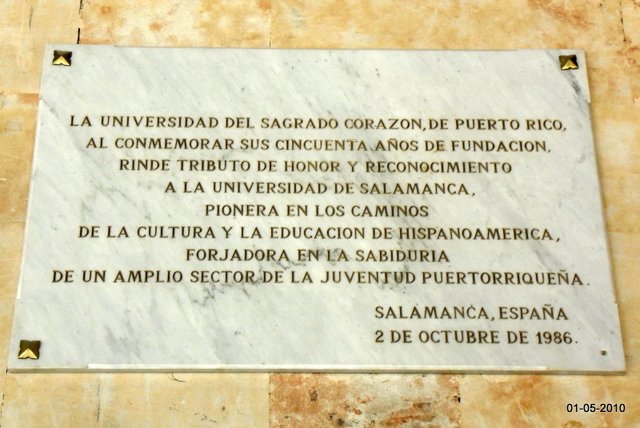 LA UNIVERSIDAD DEL SAGRADO CORAZON, DE PUERTO RICO,
AL CONMEMORAR SUS CINCUENTA AÑOS DE FUNDACION,
RINDE TRIBUTO DE HONOR Y RECONOCIMIENTO
A LA UNIVERSIDAD DE SALAMANCA,
PIONERA EN LOS CAMINOS
DE LA CULTURA Y LA EDUCACION DE HISPANOAMERICA,
FORJADORA EN LA SABIDURIA
DE UN AMPLIO SECTOR DE LA JUVENTUD PUERTORRIQUEÑA.
SALAMANCA, ESPAÑA
2 DE OCTUBRE DE 1986.
01-05-2010